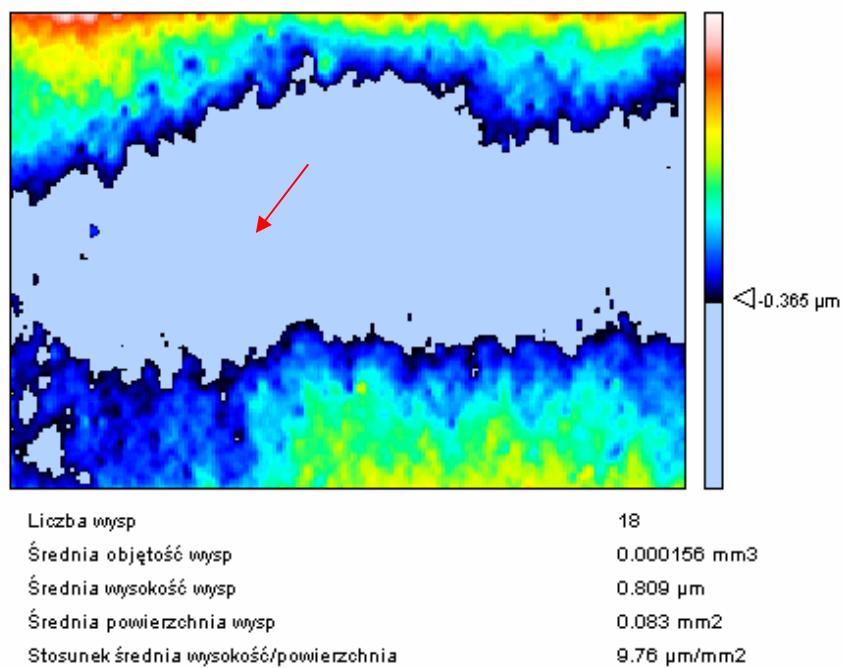 -0.365 µm
Liczba wysp 18
Średnia objętość wysp 0.000156 mm3
Średnia wysokość wysp 0.809 µm
Średnia powierzchnia wysp 0.083 mm2
Stosunek średnia wysokość/powierzchnia 9.76 µm/mm2